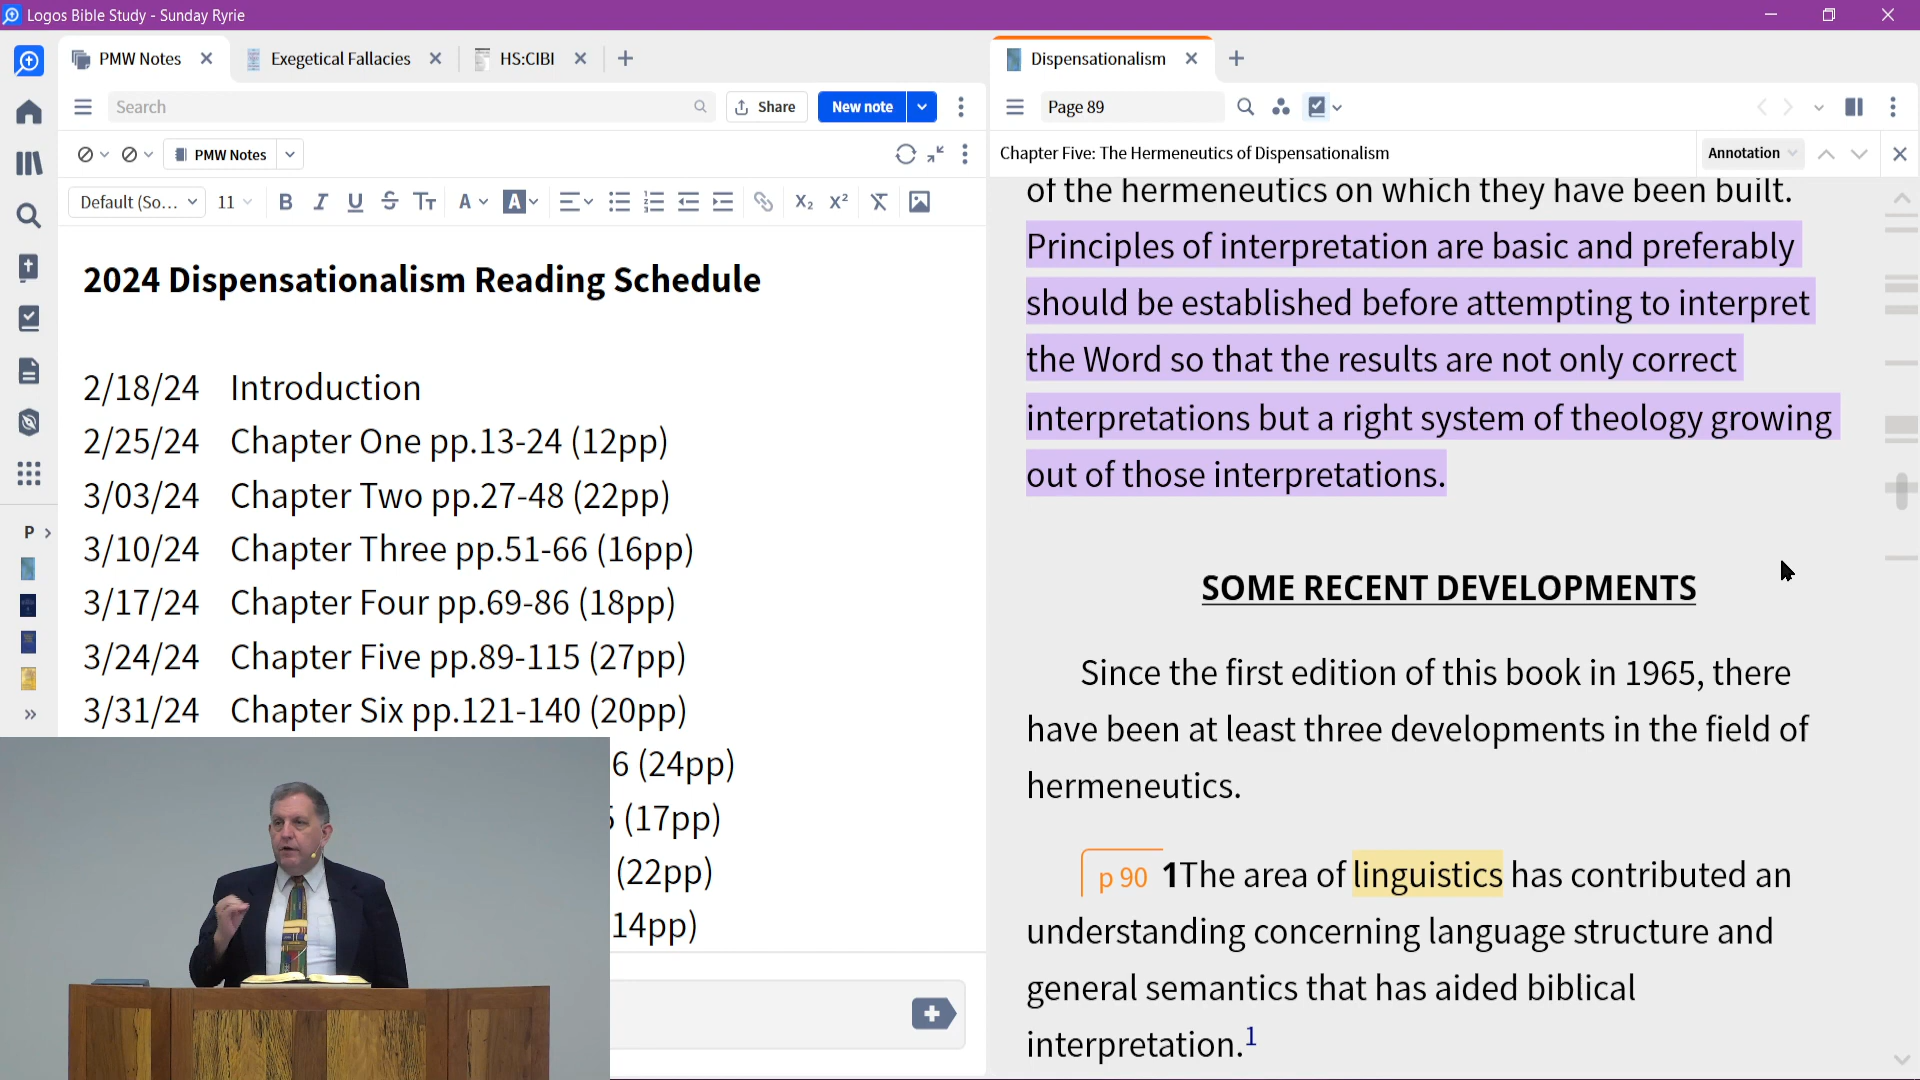 Logos Bible Study - Sunday Ryrie
PMW Notes
Exegetical Fallacies
HS:CIBI
Search
Share
New note
PMW Notes
Default (So...
11
2024 Dispensationalism Reading Schedule
2/18/24 Introduction
2/25/24 Chapter One pp.13-24 (12pp)
3/03/24 Chapter Two pp.27-48 (22pp)
3/10/24 Chapter Three pp.51-66 (16pp)
3/17/24 Chapter Four pp.69-86 (18pp)
3/24/24 Chapter Five pp.89-115 (27pp)
3/31/24 Chapter Six pp.121-140 (20pp)
6 (24pp)
(17pp)
(22pp)
14pp)
P
Dispensationalism
Page 89
Chapter Five: The Hermeneutics of Dispensationalism
Annotation
of the hermeneutics on which they have been built.
Principles of interpretation are basic and preferably
should be established before attempting to interpret
the Word so that the results are not only correct
interpretations but a right system of theology growing
out of those interpretations.
SOME RECENT DEVELOPMENTS
Since the first edition of this book in 1965, there
have been at least three developments in the field of
hermeneutics.
p 90 1The area of linguistics has contributed an
understanding concerning language structure and
general semantics that has aided biblical
interpretation.1